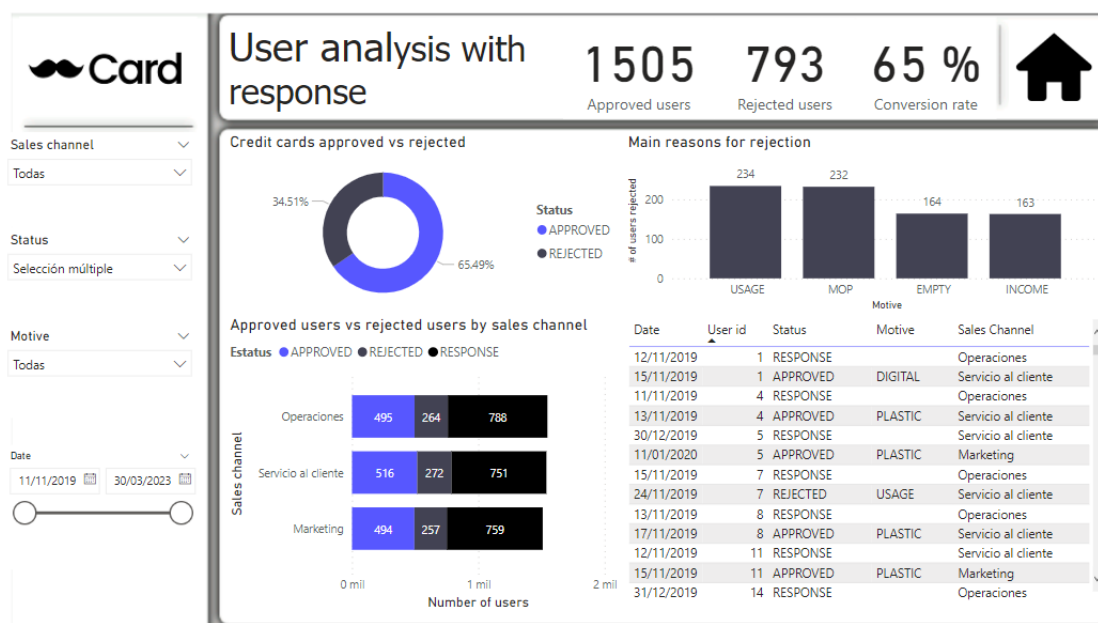 Card
User analysis with
response
1505
Approved users
793
Rejected users
65 %
Conversion rate
Sales channel
Todas
Status
Selección múltiple
Motive
Todas
Date
11/11/2019
30/03/2023
Credit cards approved vs rejected
34.51%
65.49%
Status
APPROVED
REJECTED
Main reasons for rejection
# of users rejected
200
100
0
234
232
164
163
USAGE
MOP
EMPTY
INCOME
Motive
Approved users vs rejected users by sales channel
Estatus APPROVED REJECTED RESPONSE
Sales channel
Operaciones 495 264 788
Servicio al cliente 516 272 751
Marketing 494 257 759
0 mil 1 mil 2 mil
Number of users
Date User id Status Motive Sales Channel
12/11/2019 1 RESPONSE Operaciones
15/11/2019 1 APPROVED DIGITAL Servicio al cliente
11/11/2019 4 RESPONSE Operaciones
13/11/2019 4 APPROVED PLASTIC Servicio al cliente
30/12/2019 5 RESPONSE Servicio al cliente
11/01/2020 5 APPROVED PLASTIC Marketing
15/11/2019 7 RESPONSE Operaciones
24/11/2019 7 REJECTED USAGE Servicio al cliente
13/11/2019 8 RESPONSE Operaciones
17/11/2019 8 APPROVED PLASTIC Servicio al cliente
12/11/2019 11 RESPONSE Servicio al cliente
15/11/2019 11 APPROVED PLASTIC Marketing
31/12/2019 14 RESPONSE Operaciones